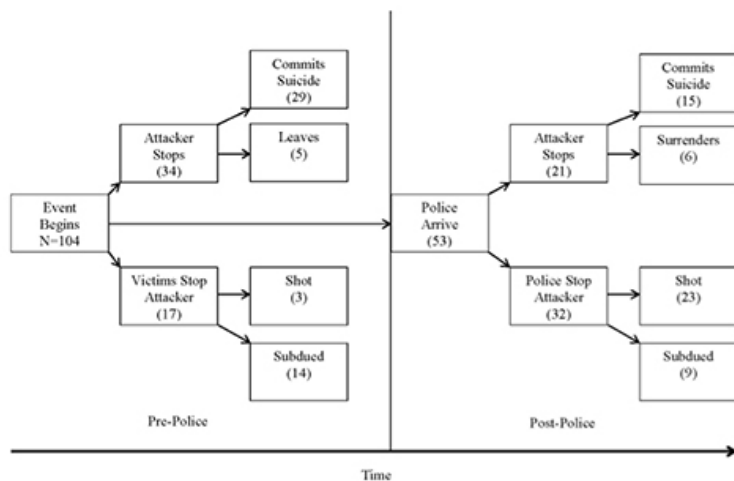 Commits
Suicide
(29)
Attacker
Stops
(34)
Leaves
(5)
Event
Begins
N=104
Victims Stop
Attacker
(17)
Shot
(3)
Subdued
(14)
Pre-Police
Commits
Suicide
(15)
Attacker
Stops
(21)
Surrenders
(6)
Police
Arrive
(53)
Police Stop
Attacker
(32)
Shot
(23)
Subdued
(9)
Post-Police
Time